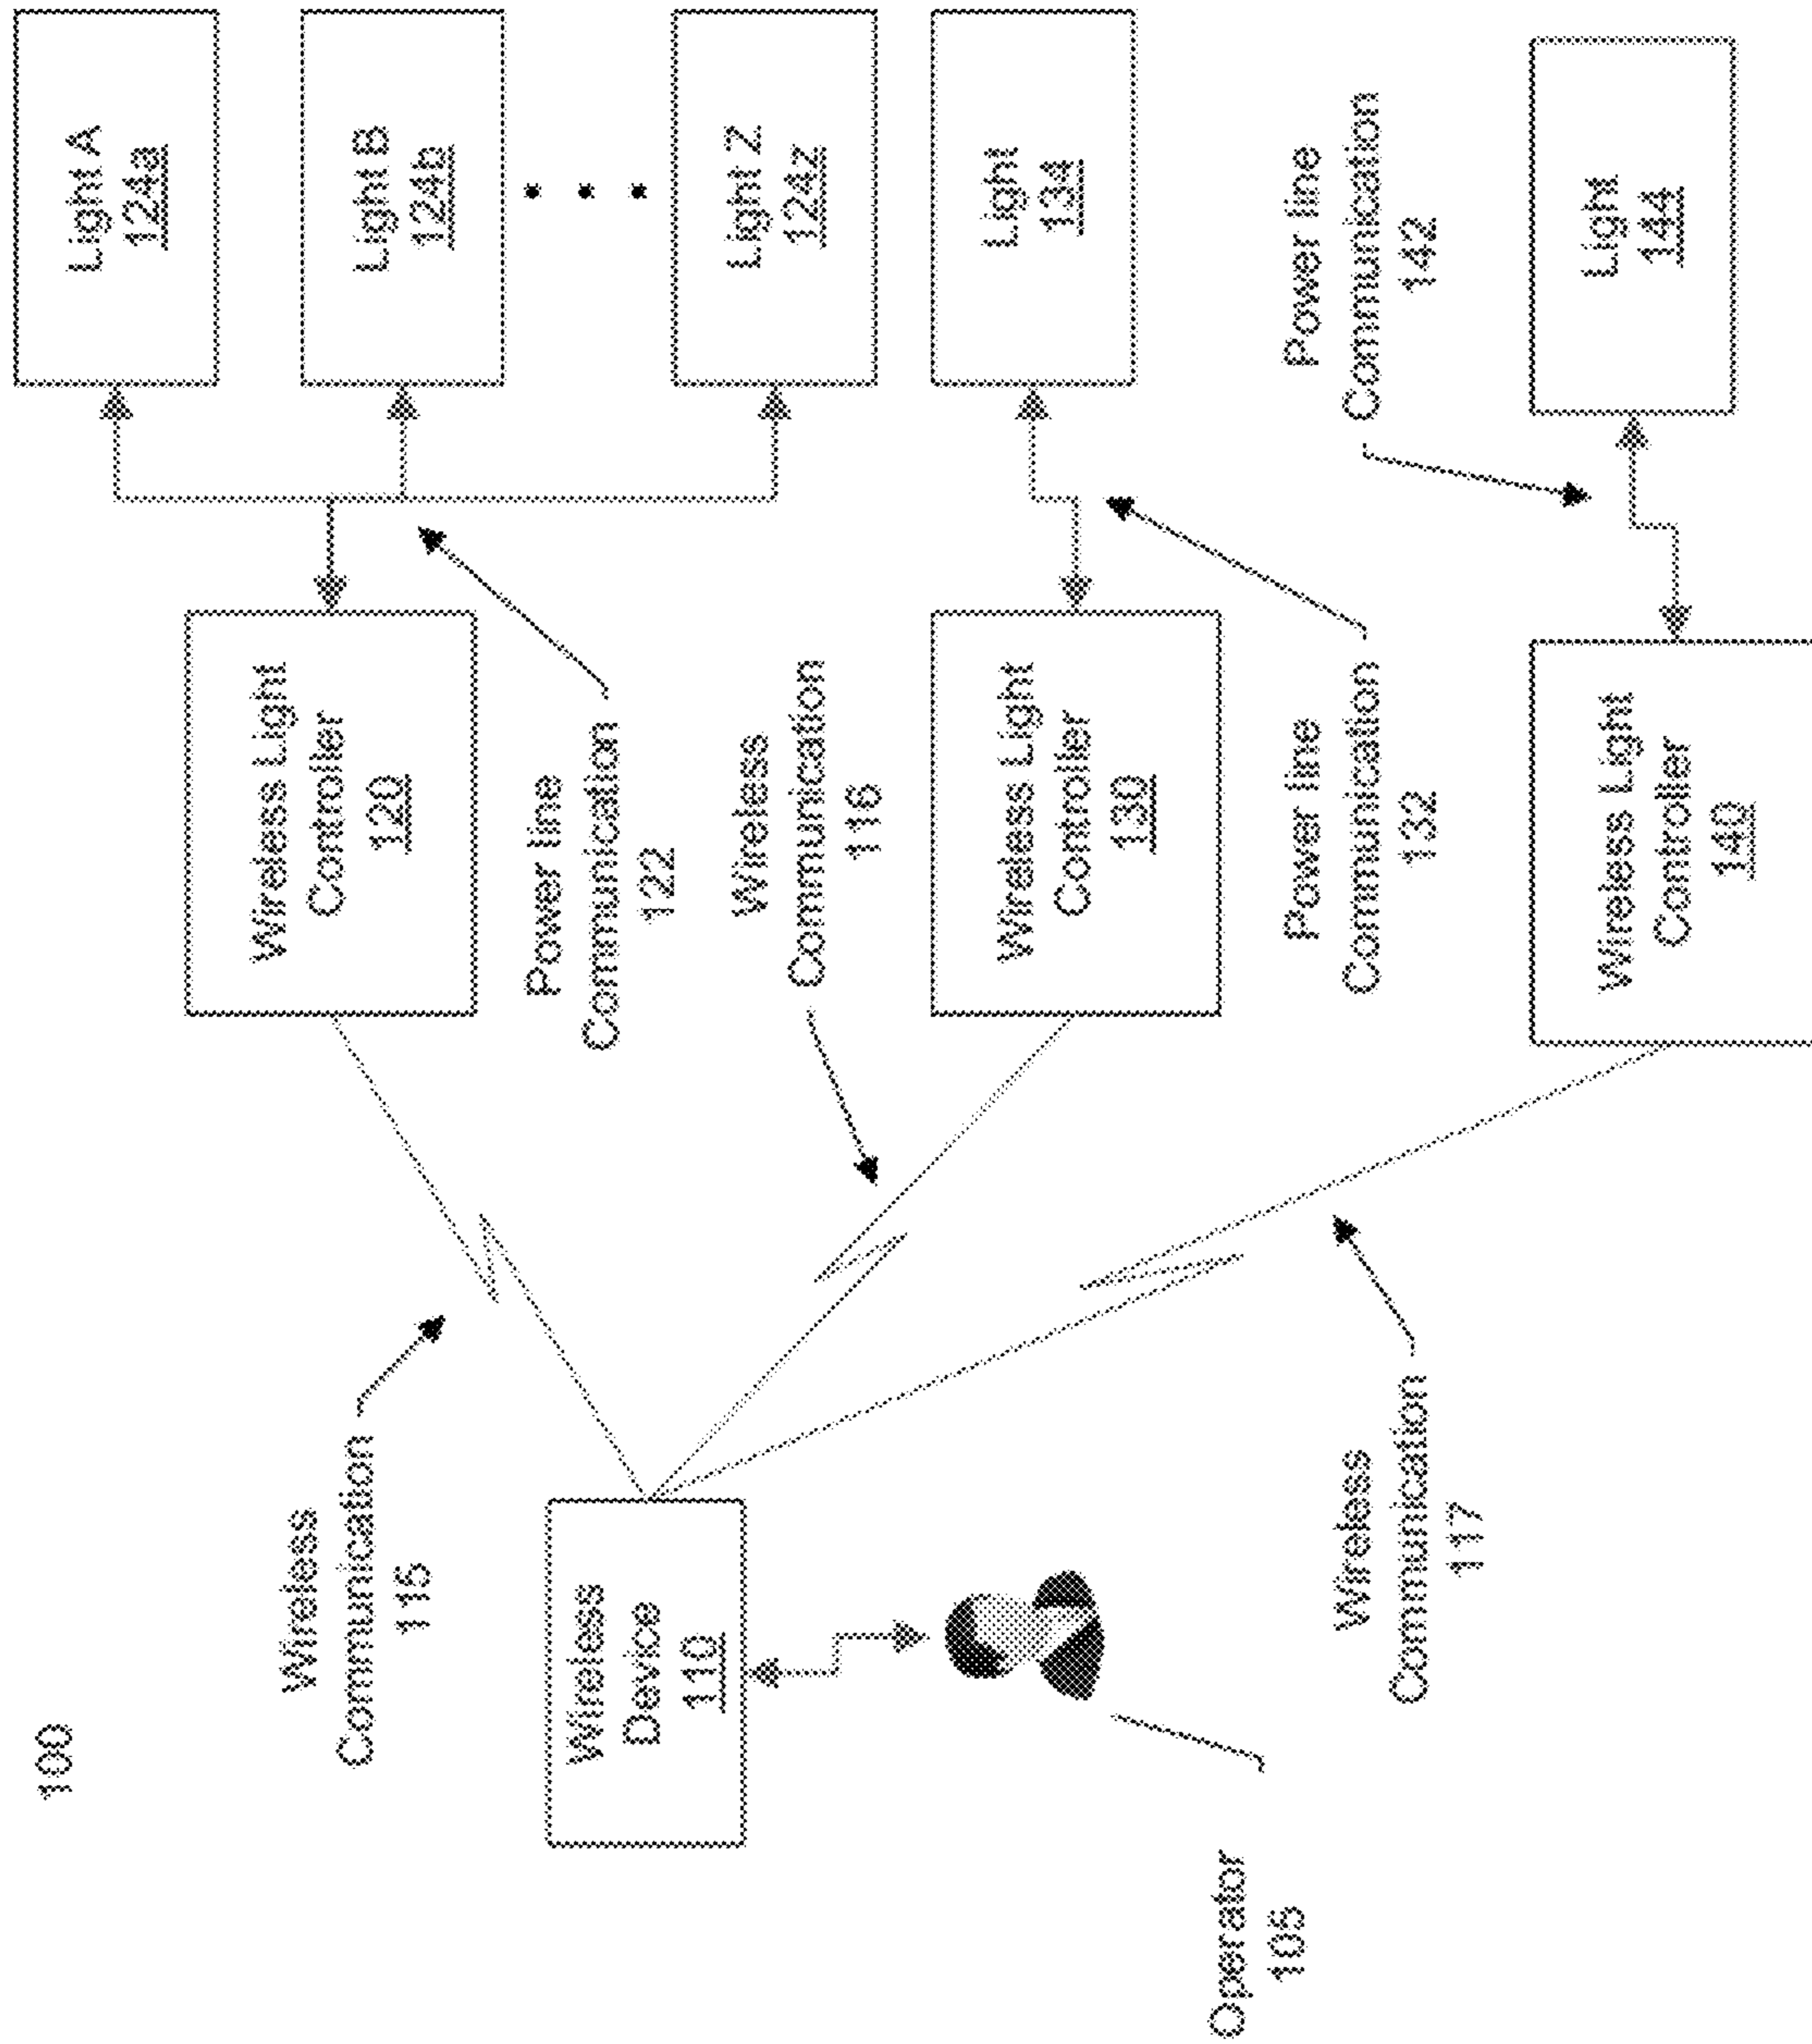 100
Wireless
Communication
115
Wireless
Device
110
Operator
105
Wireless
Communication
117
Wireless Light
Controller
120
Power line
Communication
122
Wireless
Communication
116
Wireless Light
Controller
130
Power line
Communication
132
Wireless Light
Controller
140
Light A
124a
Light B
124b
Light Z
124z
Light
134
Power line
Communication
142
Light
144